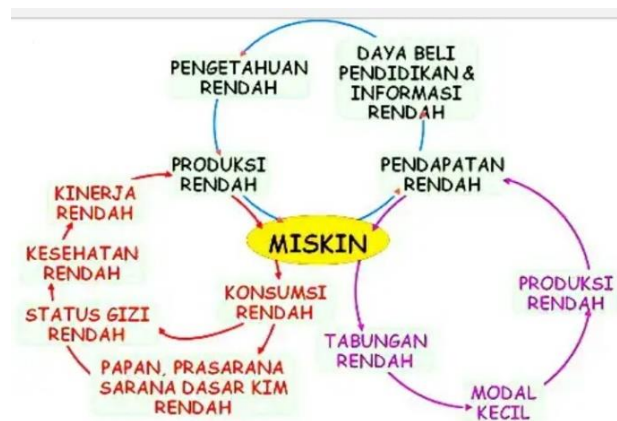 DAYA BELI
PENDIDIKAN &
INFORMASI
RENDAH
PENGETAHUAN
RENDAH
PRODUKSI
RENDAH
PENDAPATAN
RENDAH
KINERJA
RENDAH
MISKIN
KESEHATAN
RENDAH
KONSUMSI
RENDAH
PRODUKSI
RENDAH
STATUS GIZI
RENDAH
TABUNGAN
RENDAH
PAPAN, PRASARANA
SARANA DASAR KIM
RENDAH
MODAL
KECIL